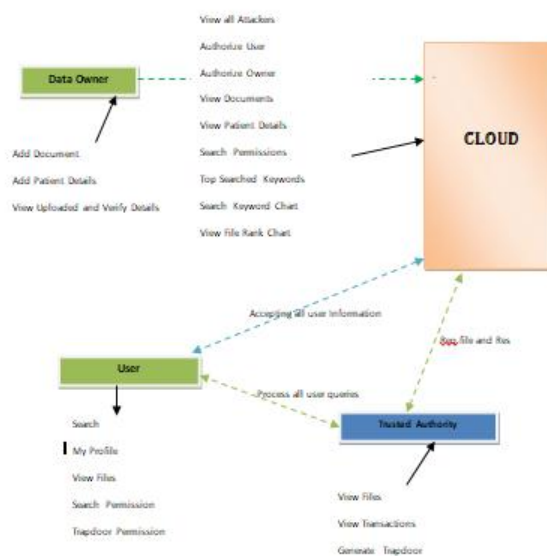 View all Attackers
Authorize User
Authorize Owner
Data Owner
View Documents
View Patient Details
CLOUD
Add Document
Search Permissions
Add Patient Details
Top Searched Keywords
View Uploaded and Verify Details
Search Keyword Chart
View File Rank Chart
Accepting all user Information
Req file and Res
User
Process all user queries
Trusted Authority
Search
My Profile
View Files
Search Permission
Trapdoor Permission
View Files
View Transactions
Generate Trapdoor